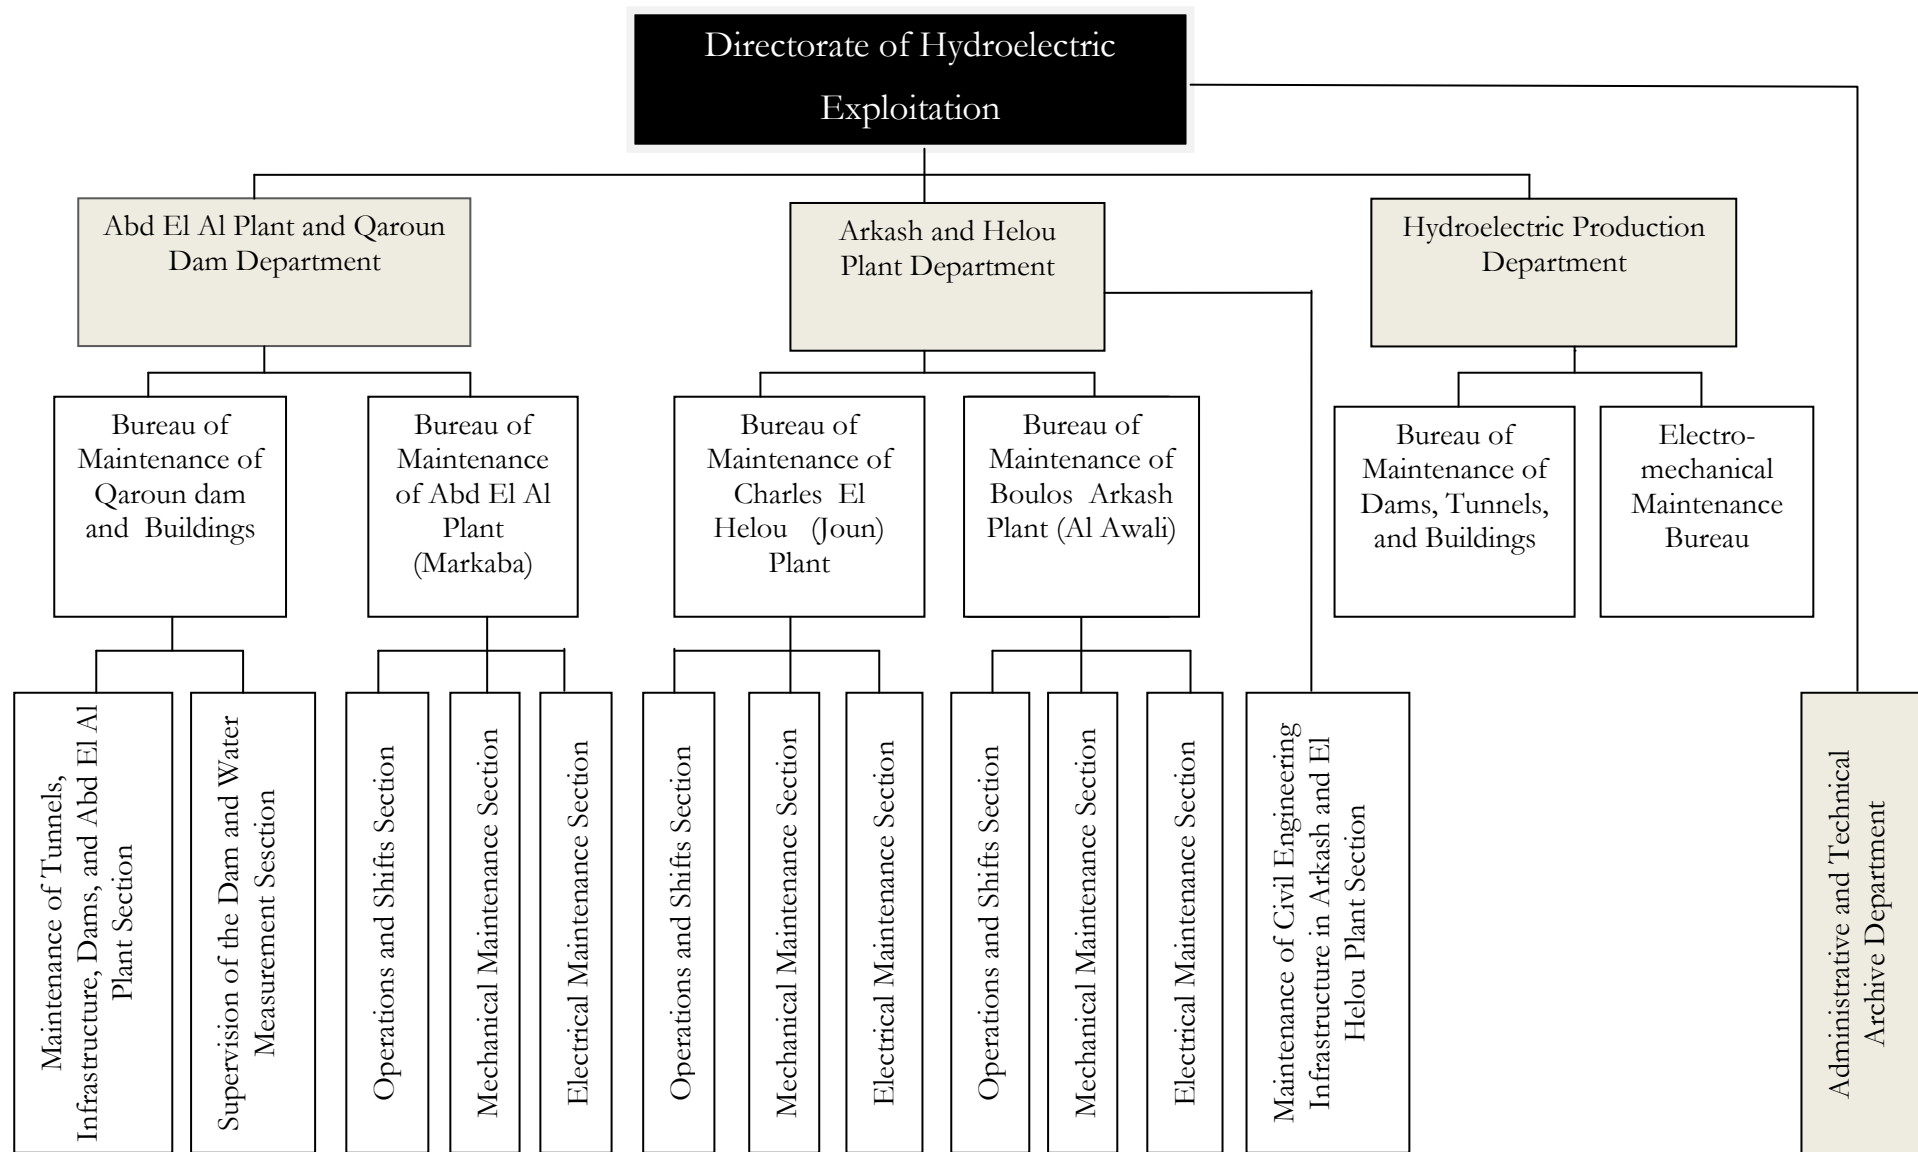 Directorate of Hydroelectric
Exploitation
Abd El Al Plant and Qaroun
Dam Department
Arkash and Helou
Plant Department
Hydroelectric Production
Department
Bureau of
Maintenance of
Qaroun dam
and Buildings
Bureau of
Maintenance
of Abd El Al
Plant
(Markaba)
Bureau of
Maintenance of
Charles El
Helou (Joun)
Plant
Bureau of
Maintenance of
Boulos Arkash
Plant (Al Awali)
Bureau of
Maintenance of
Dams, Tunnels,
and Buildings
Electro-
mechanical
Maintenance
Bureau
Maintenance of Tunnels,
Infrastructure, Dams, and Abd El Al
Plant Section
Supervision of the Dam and Water
Measurement Sesction
Operations and Shifts Section
Mechanical Maintenance Section
Electrical Maintenance Section
Operations and Shifts Section
Mechanical Maintenance Section
Electrical Maintenance Section
Operations and Shifts Section
Mechanical Maintenance Section
Electrical Maintenance Section
Maintenance of Civil Engineering
Infrastructure in Arkash and El
Helou Plant Section
Administrative and Technical
Archive Department